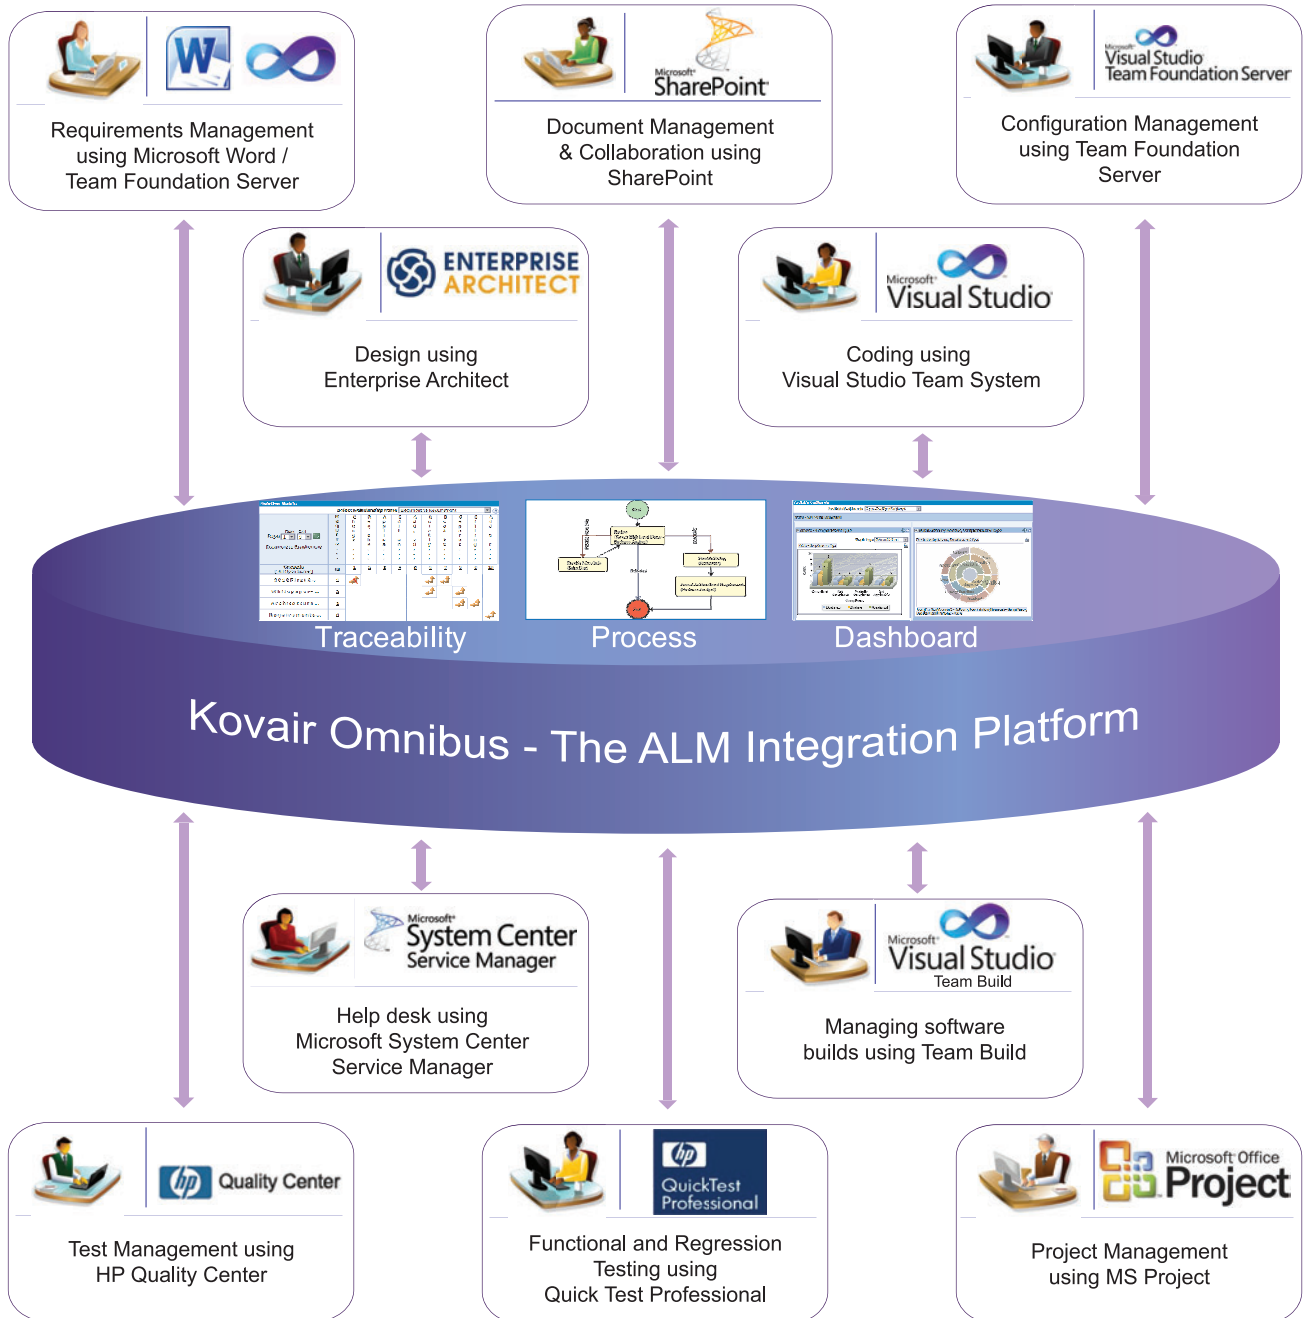 W
Requirements Management
using Microsoft Word /
Team Foundation Server
Microsoft
SharePoint
Document Management
& Collaboration using
SharePoint
Microsoft
Visual Studio
Team Foundation Server
Configuration Management
using Team Foundation
Server
ENTERPRISE
ARCHITECT
Design using
Enterprise Architect
Microsoft
Visual Studio
Coding using
Visual Studio Team System
Traceability
Process
Dashboard
Kovair Omnibus - The ALM Integration Platform
Microsoft
System Center
Service Manager
Help desk using
Microsoft System Center
Service Manager
Microsoft
Visual Studio
Team Build
Managing software
builds using Team Build
hp Quality Center
Test Management using
HP Quality Center
hp
QuickTest
Professional
Functional and Regression
Testing using
Quick Test Professional
Microsoft Office
Project
Project Management
using MS Project